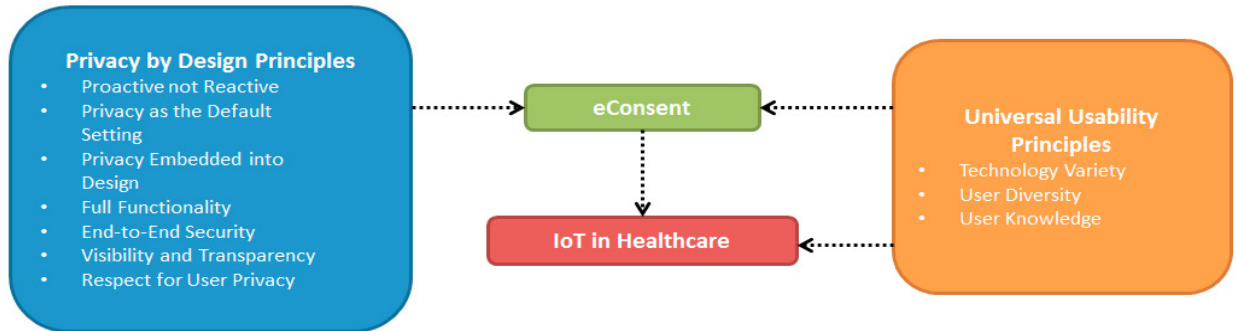 Privacy by Design Principles
• Proactive not Reactive
• Privacy as the Default
Setting
• Privacy Embedded into
Design
• Full Functionality
• End-to-End Security
• Visibility and Transparency
• Respect for User Privacy
eConsent
IoT in Healthcare
Universal Usability
Principles
• Technology Variety
• User Diversity
• User Knowledge